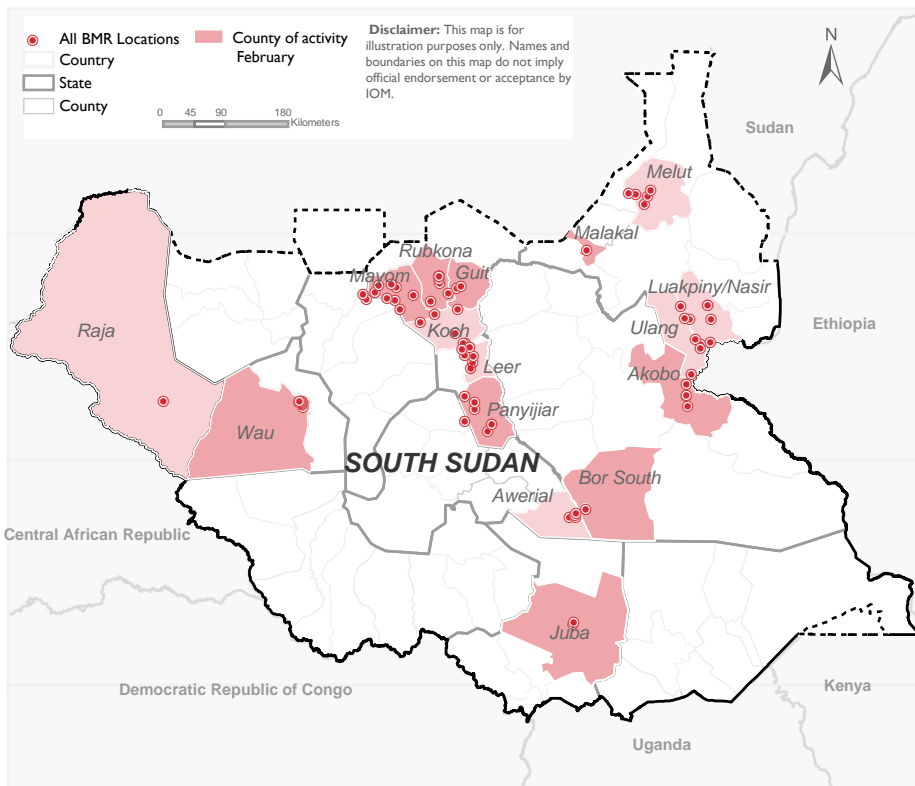 All BMR Locations
Country
State
County
County of activity
February
0 45 90 180
Kilometers
Disclaimer: This map is for
illustration purposes only. Names and
boundaries on this map do not imply
official endorsement or acceptance by
IOM.
N
Sudan
Melut
Malakal
Rubkona
Mayom
Guit
Luakpiny/Nasir
Raja
Koch
Ulang
Ethiopia
Leer
Akobo
Panyijiar
Wau
SOUTH SUDAN
Bor South
Awerial
Central African Republic
Juba
Democratic Republic of Congo
Kenya
Uganda